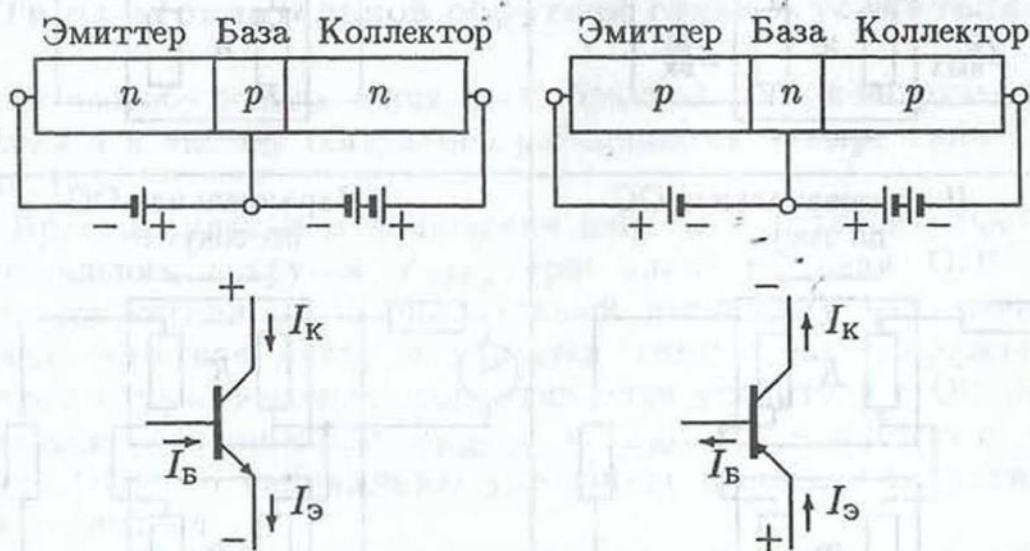 Эмиттер База Коллектор Эмиттер База Коллектор
n p n p n p
− + − + + − + −
+ −
I_К I_К
I_Б I_Б
I_Э I_Э
− +